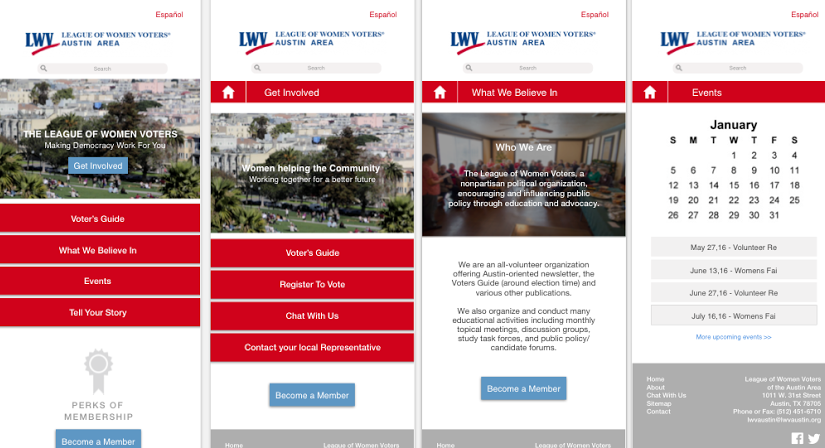 Español
LWV LEAGUE OF WOMEN VOTERS®
AUSTIN AREA
Search
THE LEAGUE OF WOMEN VOTERS
Making Democracy Work For You
Get Involved
Voter's Guide
What We Believe In
Events
Tell Your Story
PERKS OF
MEMBERSHIP
Become a Member
Español
LWV LEAGUE OF WOMEN VOTERS®
AUSTIN AREA
Search
Get Involved
Women helping the Community
Working together for a better future
Voter's Guide
Register To Vote
Chat With Us
Contact your local Representative
Become a Member
Home League of Women Voters
Español
LWV LEAGUE OF WOMEN VOTERS®
AUSTIN AREA
Search
What We Believe In
Who We Are
The League of Women Voters, a
nonpartisan political organization,
encouraging and influencing public
policy through education and advocacy.
We are an all-volunteer organization
offering Austin-oriented newsletter, the
Voters Guide (around election time) and
various other publications.
We also organize and conduct many
educational activities including monthly
topical meetings, discussion groups,
study task forces, and public policy/
candidate forums.
Become a Member
Home League of Women Voters
Español
LWV LEAGUE OF WOMEN VOTERS®
AUSTIN AREA
Search
Events
January
S M T W T F S
1 2 3 4
5 6 7 8 9 10 11
12 13 14 15 16 17 18
19 20 21 22 23 24 25
26 27 28 29 30 31
May 27,16 - Volunteer Re
June 13,16 - Womens Fai
June 27,16 - Volunteer Re
July 16,16 - Womens Fai
More upcoming events >>
Home League of Women Voters
About of the Austin Area
Chat With Us 1011 W. 31st Street
Sitemap Austin, TX 78705
Contact Phone or Fax: (512) 451-6710
lwvaustin@lwvaustin.org